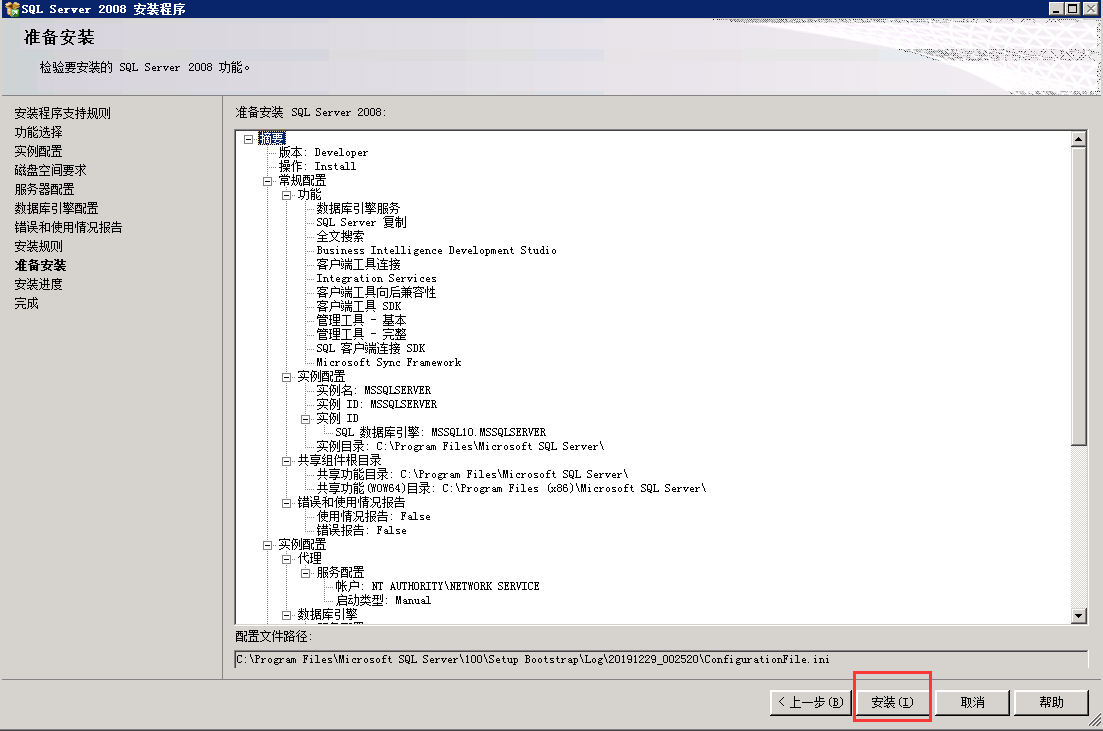 SQL Server 2008 安装程序
准备安装
检验要安装的 SQL Server 2008 功能。
安装程序支持规则
功能选择
实例配置
磁盘空间要求
服务器配置
数据库引擎配置
错误和使用情况报告
安装规则
准备安装
安装进度
完成
准备安装 SQL Server 2008:
摘要
版本: Developer
操作: Install
常规配置
功能
数据库引擎服务
SQL Server 复制
全文搜索
Business Intelligence Development Studio
客户端工具连接
Integration Services
客户端工具向后兼容性
客户端工具 SDK
管理工具 - 基本
管理工具 - 完整
SQL 客户端连接 SDK
Microsoft Sync Framework
实例配置
实例名: MSSQLSERVER
实例 ID: MSSQLSERVER
实例 ID
SQL 数据库引擎: MSSQL10.MSSQLSERVER
实例目录: C:\Program Files\Microsoft SQL Server\
共享组件根目录
共享功能目录: C:\Program Files\Microsoft SQL Server\
共享功能(WOW64)目录: C:\Program Files (x86)\Microsoft SQL Server\
错误和使用情况报告
使用情况报告: False
错误报告: False
实例配置
代理
服务配置
帐户: NT AUTHORITY\NETWORK SERVICE
启动类型: Manual
数据库引擎
配置文件路径:
C:\Program Files\Microsoft SQL Server\100\Setup Bootstrap\Log\20191229_002520\ConfigurationFile.ini
< 上一步(B) 安装(I) 取消 帮助